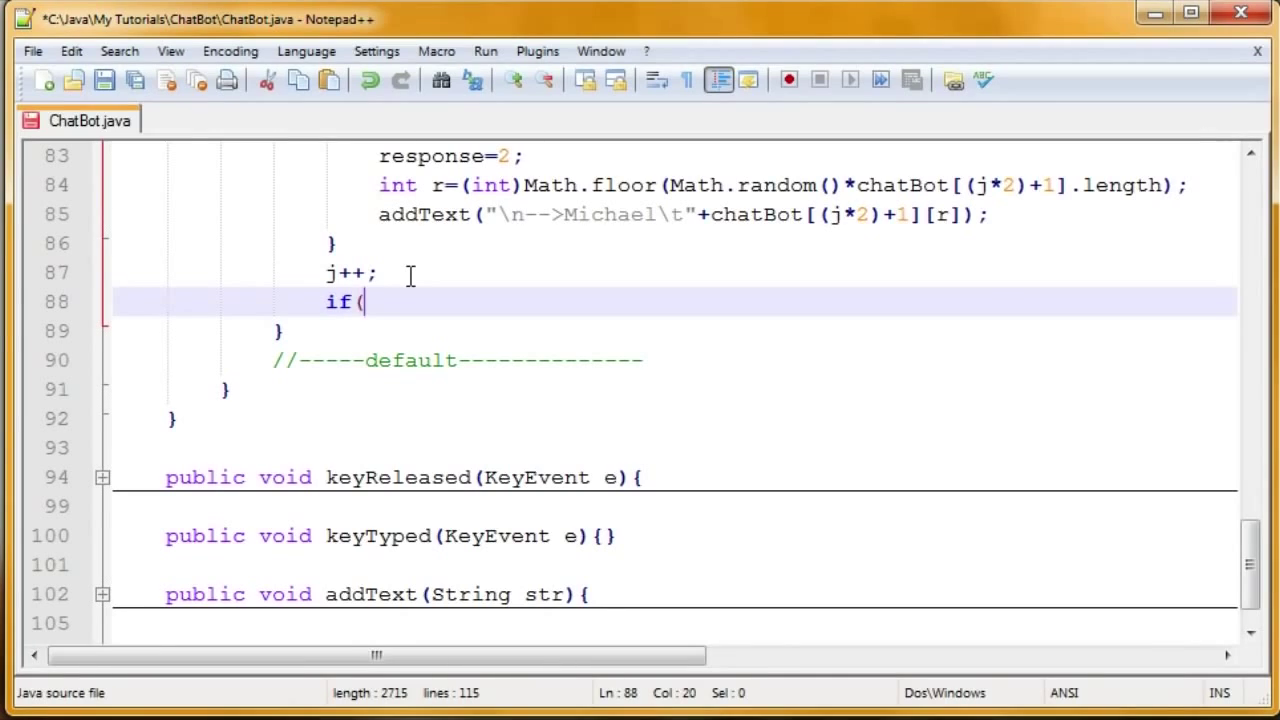 *C:\Java\My Tutorials\ChatBot\ChatBot.java - Notepad++
File Edit Search View Encoding Language Settings Macro Run Plugins Window ? X
ABC
ChatBot.java
83 response=2;
84 int r=(int)Math.floor(Math.random()*chatBot[(j*2)+1].length);
85 addText("\n-->Michael\t"+chatBot[(j*2)+1][r]);
86 }
87 j++;
88 if(
89 }
90 //-----default--------------
91 }
92 }
93
94 public void keyReleased(KeyEvent e){
99
100 public void keyTyped(KeyEvent e){}
101
102 public void addText(String str){
105
Java source file length : 2715 lines : 115 Ln : 88 Col : 20 Sel : 0 Dos\Windows ANSI INS